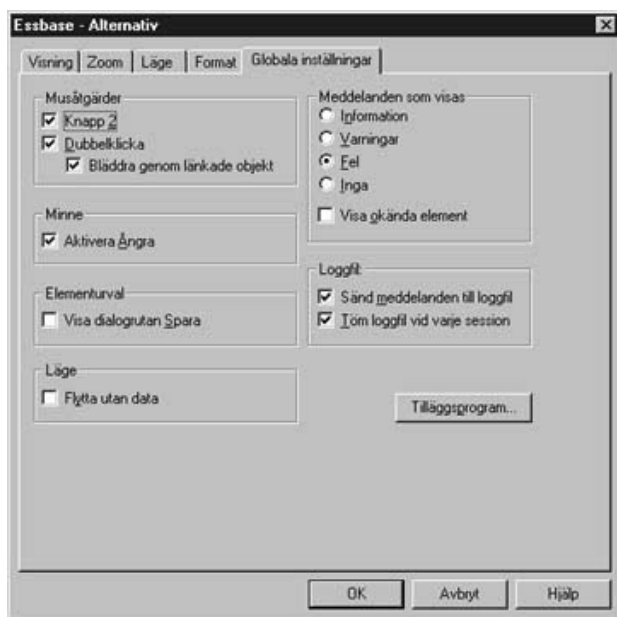 Essbase - Alternativ
Visning
Zoom
Läge
Format
Globala inställningar
Musåtgärder
Knapp 2
Dubbelklicka
Bläddra genom länkade objekt
Minne
Aktivera Ångra
Elementurval
Visa dialogrutan Spara
Läge
Flytta utan data
Meddelanden som visas
Information
Varningar
Fel
Inga
Visa okända element
Loggfil:
Sänd meddelanden till loggfil
Töm loggfil vid varje session
Tilläggsprogram...
OK
Avbryt
Hjälp